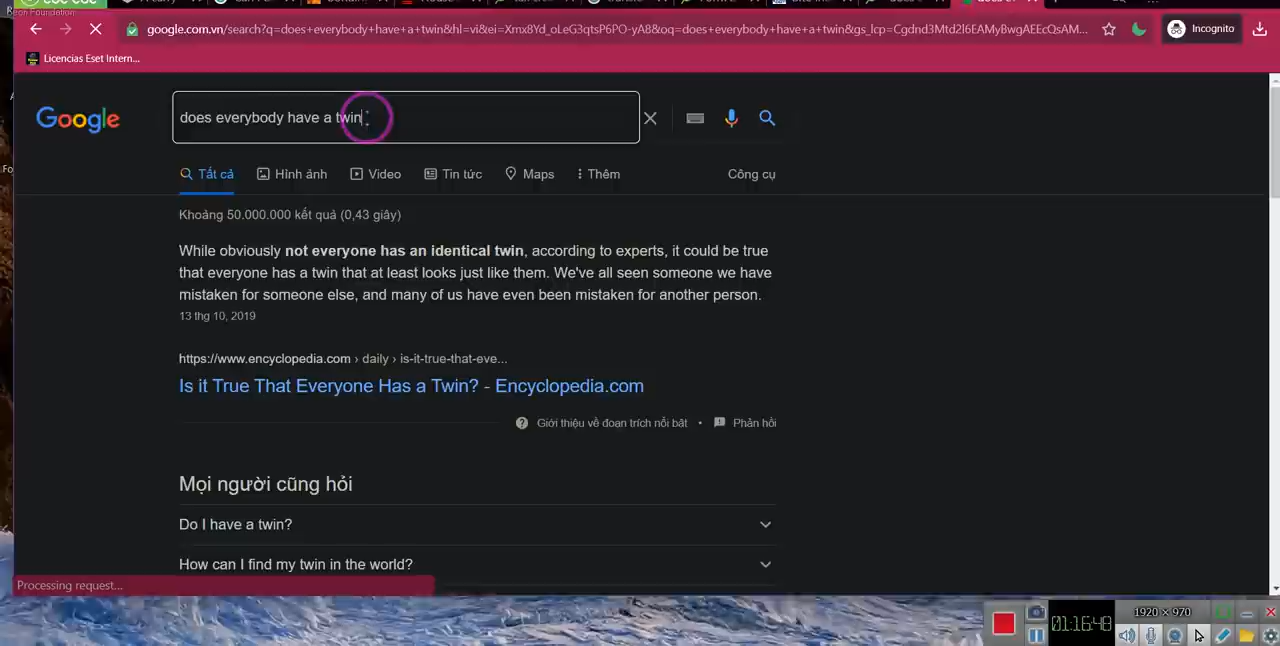 google.com.vn/search?q=does+everybody+have+a+twin&hl=vi&ei=Xmx8Yd_oLeG3qtsP6PO-yA8&oq=does+everybody+have+a+twin&gs_lcp=Cgdnd3Mtd2l6EAMyBwgAEEcQsAM...
Incognito
Licencias Eset Intern...
Google
does everybody have a twin
Tất cả
Hình ảnh
Video
Tin tức
Maps
Thêm
Công cụ
Khoảng 50.000.000 kết quả (0,43 giây)
While obviously not everyone has an identical twin, according to experts, it could be true
that everyone has a twin that at least looks just like them. We've all seen someone we have
mistaken for someone else, and many of us have even been mistaken for another person.
13 thg 10, 2019
https://www.encyclopedia.com › daily › is-it-true-that-eve...
Is it True That Everyone Has a Twin? - Encyclopedia.com
Giới thiệu về đoạn trích nổi bật • Phản hồi
Mọi người cũng hỏi
Do I have a twin?
How can I find my twin in the world?
Processing request...
1920 × 970
01:16:48